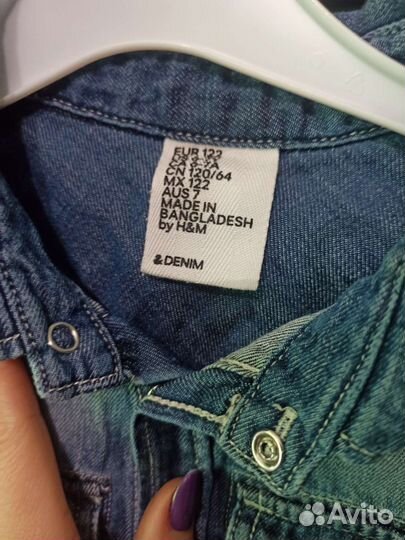 EUR 122
CN 120/64
MX 122
AUS 7
MADE IN
BANGLADESH
by H&M
&DENIM
Avito